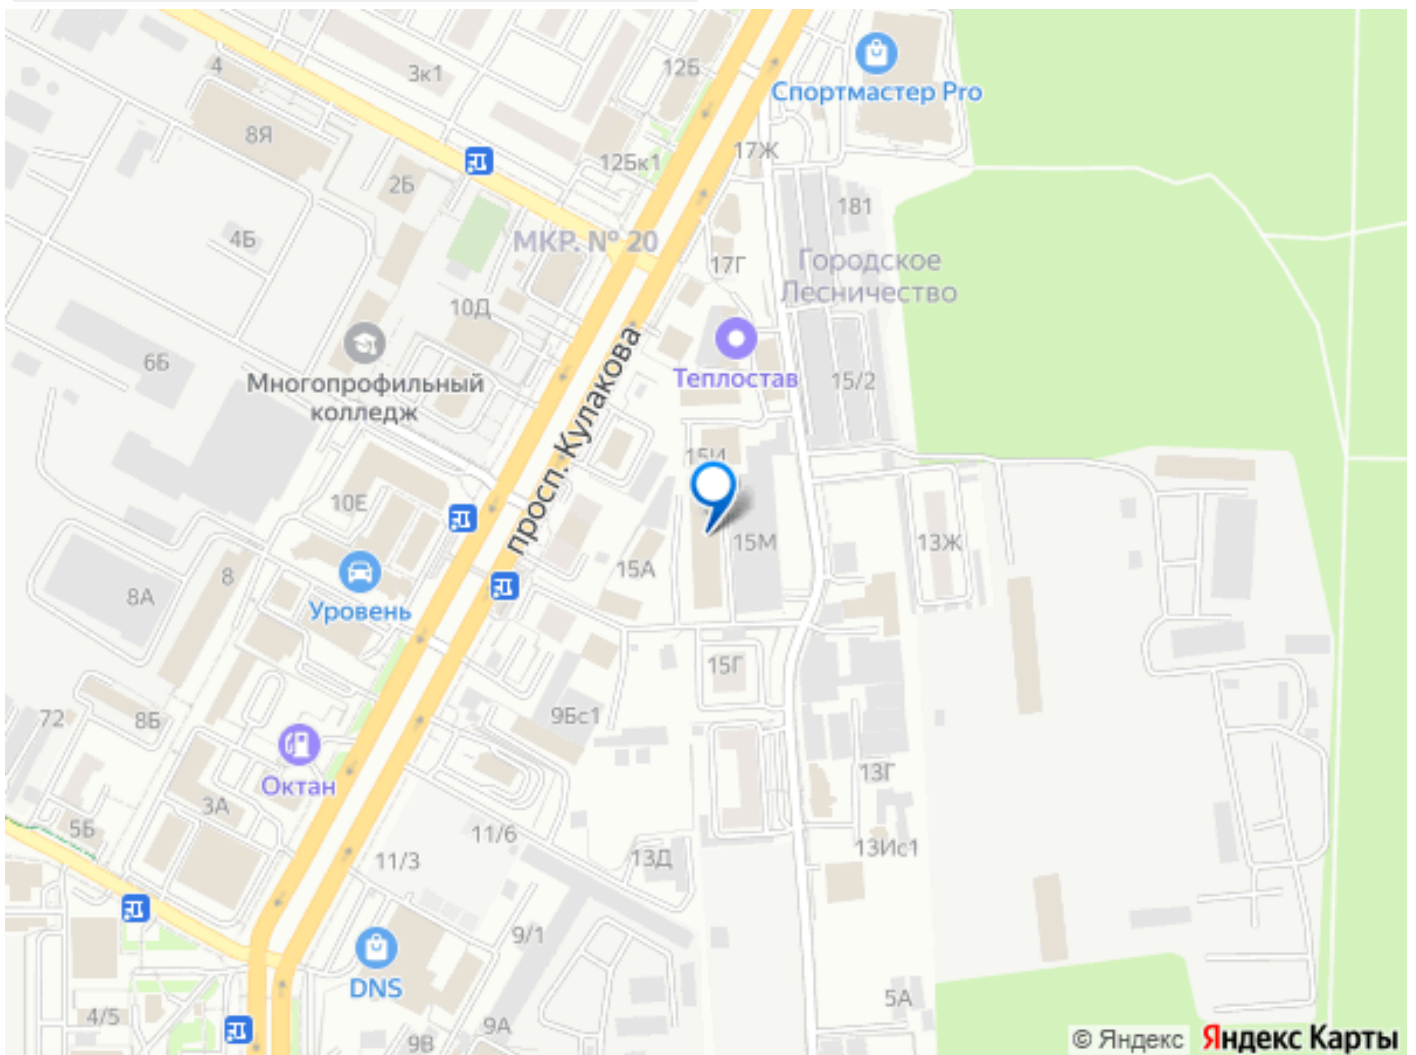 3к1
4
12Б
Спортмастер Pro
8Я
12Бк1
17Ж
2Б
181
4Б
МКР. № 20
17Г
Городское
Лесничество
10Д
6Б
Теплостав
15/2
Многопрофильный
колледж
просп. Кулакова
15И
10Е
15М
13Ж
15А
8
8А
Уровень
15Г
72
8Б
9Бс1
Октан
13Г
3А
5Б
11/6
11/3
13Д
13Ис1
9/1
DNS
5А
4/5
9А
9В
© Яндекс
Яндекс Карты